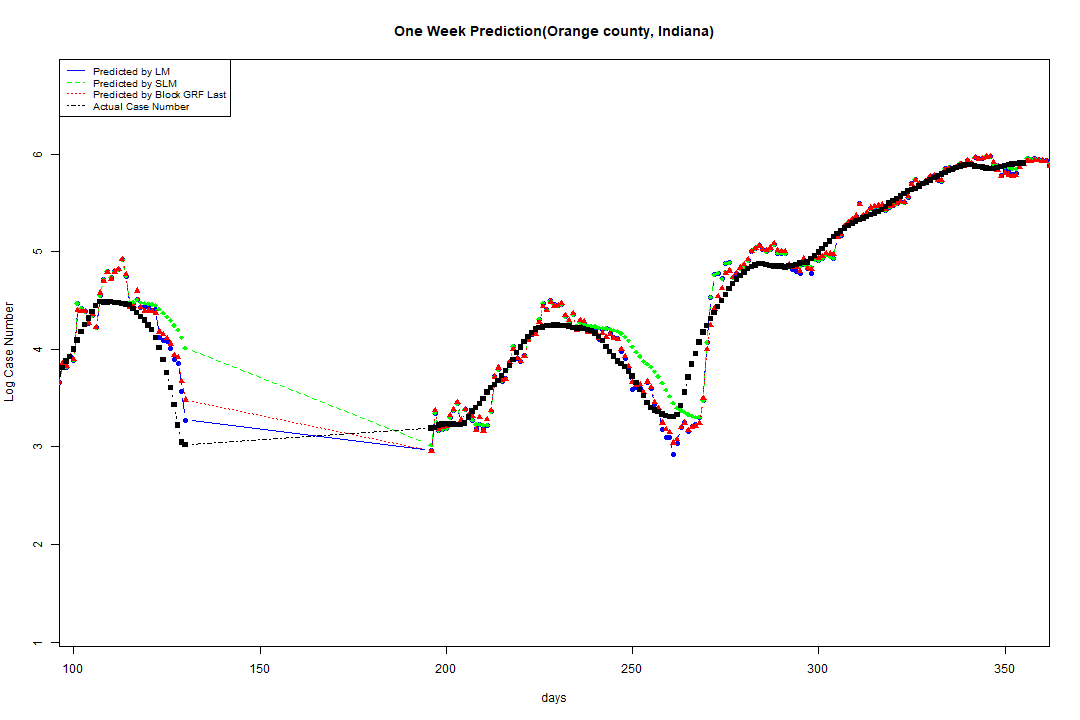 One Week Prediction(Orange county, Indiana)
Predicted by LM
Predicted by SLM
Predicted by Block GRF Last
Actual Case Number
Log Case Number
6
5
4
3
2
1
100 150 200 250 300 350
days